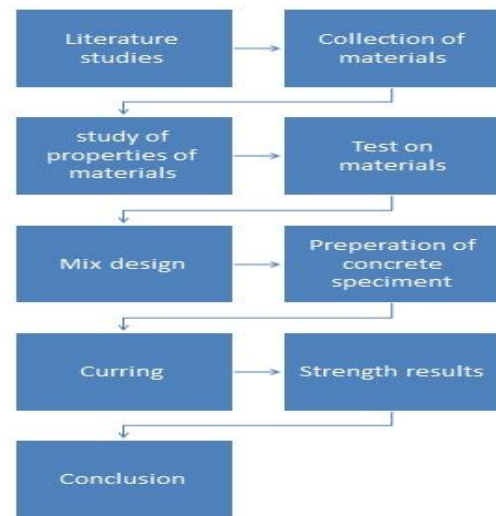 Literature
studies
Collection of
materials
study of
properties of
materials
Test on
materials
Mix design
Preperation of
concrete
speciment
Curring
Strength results
Conclusion